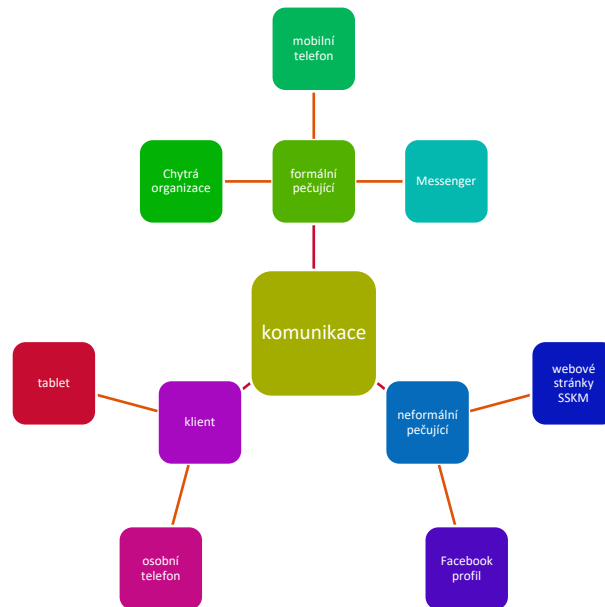 mobilní
telefon
Chytrá
organizace
formální
pečující
Messenger
komunikace
tablet
klient
neformální
pečující
webové
stránky
SSKM
osobní
telefon
Facebook
profil